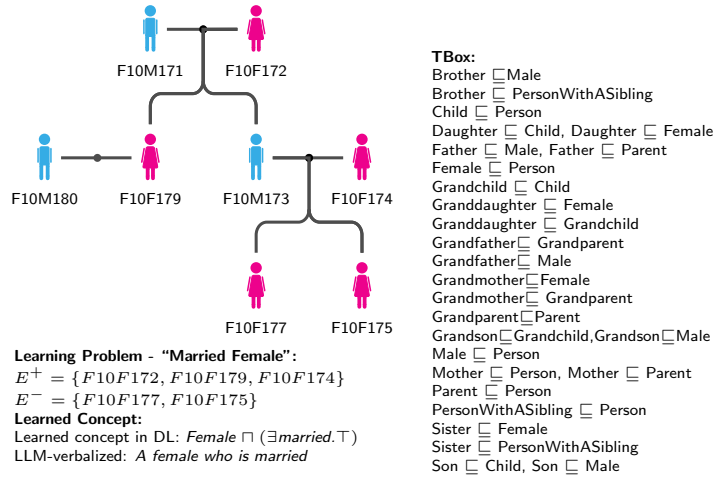 F10M171
F10F172
F10M180
F10F179
F10M173
F10F174
F10F177
F10F175
Learning Problem - “Married Female”:
E⁺ = {F10F172, F10F179, F10F174}
E⁻ = {F10F177, F10F175}
Learned Concept:
Learned concept in DL: Female ⊓ (∃married.⊤)
LLM-verbalized: A female who is married
TBox:
Brother ⊑Male
Brother ⊑ PersonWithASibling
Child ⊑ Person
Daughter ⊑ Child, Daughter ⊑ Female
Father ⊑ Male, Father ⊑ Parent
Female ⊑ Person
Grandchild ⊑ Child
Granddaughter ⊑ Female
Granddaughter ⊑ Grandchild
Grandfather⊑ Grandparent
Grandfather⊑ Male
Grandmother⊑Female
Grandmother⊑ Grandparent
Grandparent⊑Parent
Grandson⊑Grandchild,Grandson⊑Male
Male ⊑ Person
Mother ⊑ Person, Mother ⊑ Parent
Parent ⊑ Person
PersonWithASibling ⊑ Person
Sister ⊑ Female
Sister ⊑ PersonWithASibling
Son ⊑ Child, Son ⊑ Male